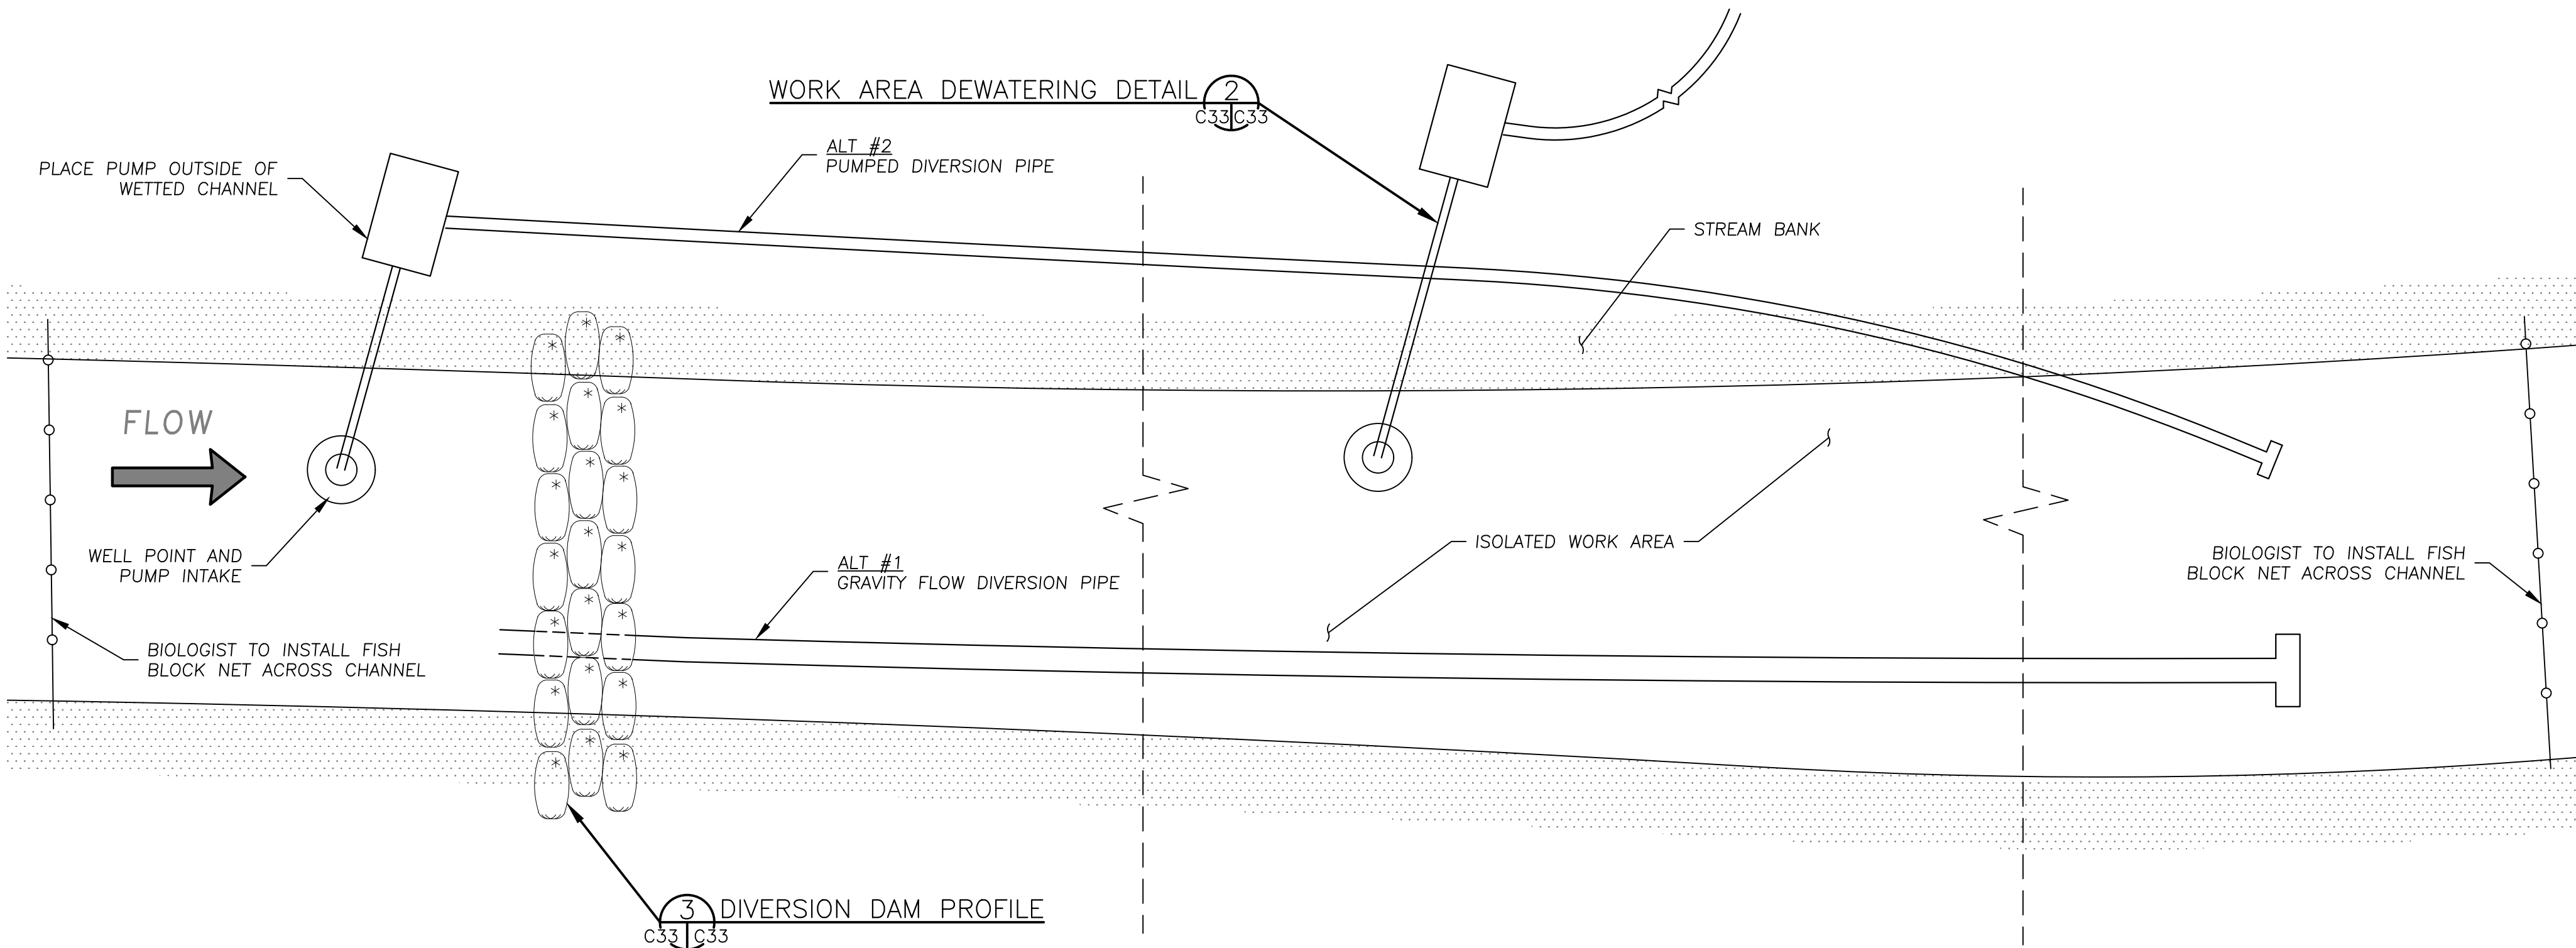 WORK AREA DEWATERING DETAIL
2
C33 C33
ALT #2
PUMPED DIVERSION PIPE
PLACE PUMP OUTSIDE OF
WETTED CHANNEL
STREAM BANK
FLOW
WELL POINT AND
PUMP INTAKE
ALT #1
GRAVITY FLOW DIVERSION PIPE
ISOLATED WORK AREA
BIOLOGIST TO INSTALL FISH
BLOCK NET ACROSS CHANNEL
BIOLOGIST TO INSTALL FISH
BLOCK NET ACROSS CHANNEL
3
C33 C33
DIVERSION DAM PROFILE